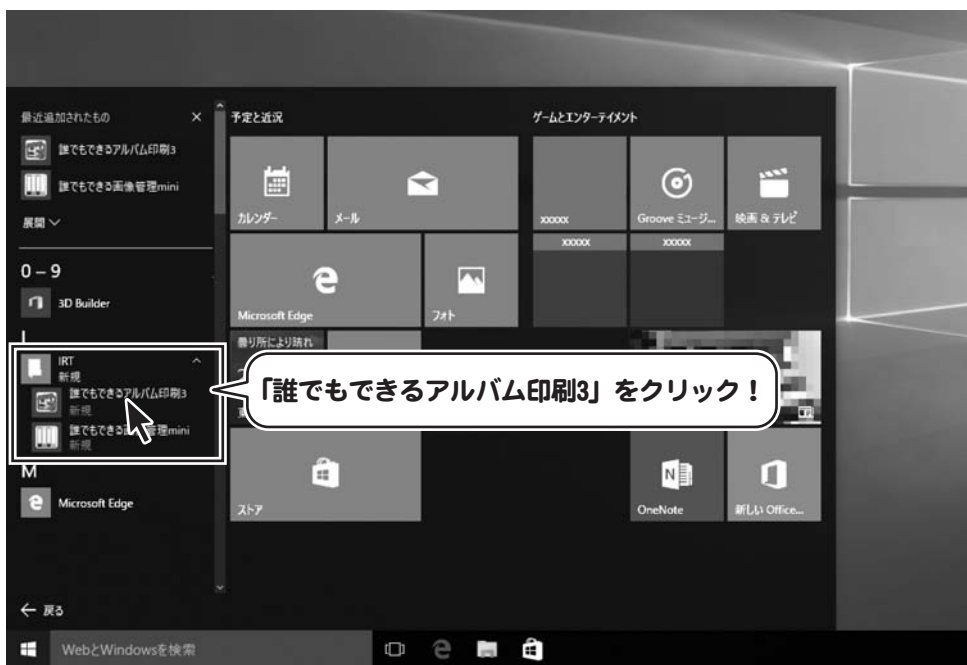 最近追加されたもの ×
誰でもできるアルバム印刷3
誰でもできる画像管理mini
展開
0 – 9
3D Builder
I
IRT
新規
誰でもできるアルバム印刷3
新規
誰でもできる画像管理mini
新規
M
Microsoft Edge
戻る
予定と近況
カレンダー
メール
Microsoft Edge
フォト
曇り所により晴れ
ストア
ゲームとエンターテイメント
xxxxx
Groove ミュージ...
映画 & テレビ
xxxxx
xxxxx
OneNote
新しい Office...
「誰でもできるアルバム印刷3」をクリック!
WebとWindowsを検索